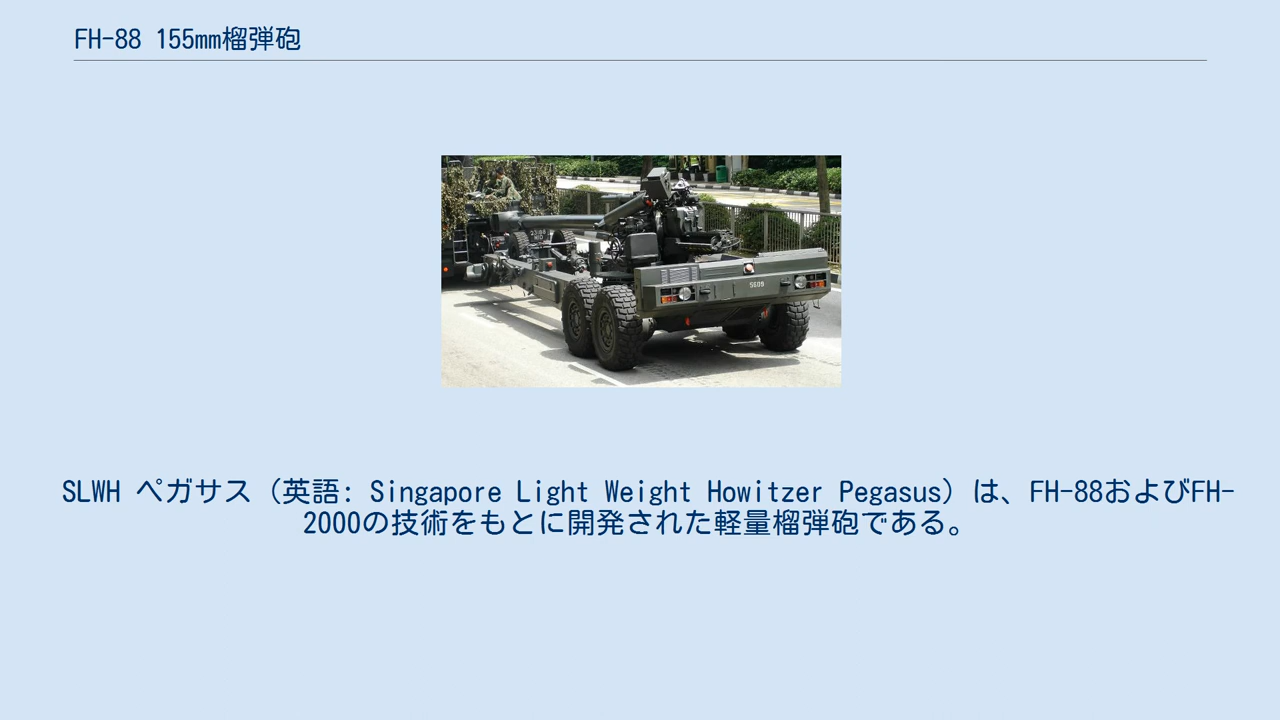 FH-88 155mm榴弾砲
5E09
SLWH ペガサス（英語: Singapore Light Weight Howitzer Pegasus）は、FH-88およびFH-
2000の技術をもとに開発された軽量榴弾砲である。